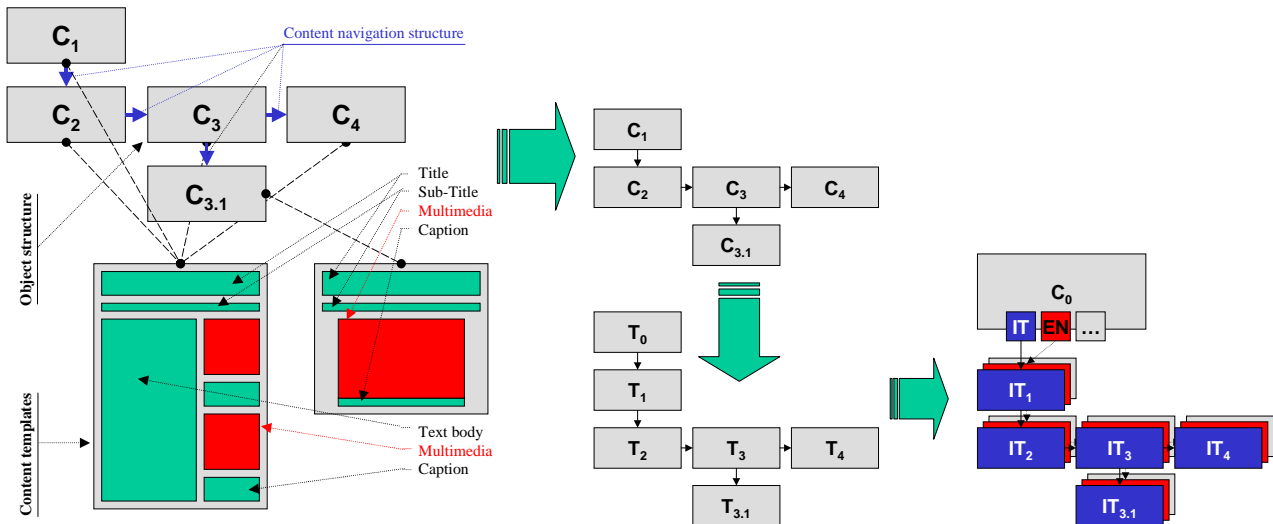 C1
Content navigation structure
C2
C3
C4
C3.1
Object structure
Title
Sub-Title
Multimedia
Caption
Content templates
Text body
Multimedia
Caption
C1
C2
C3
C4
C3.1
T0
T1
T2
T3
T4
T3.1
C0
IT
EN
...
IT1
IT2
IT3
IT4
IT3.1